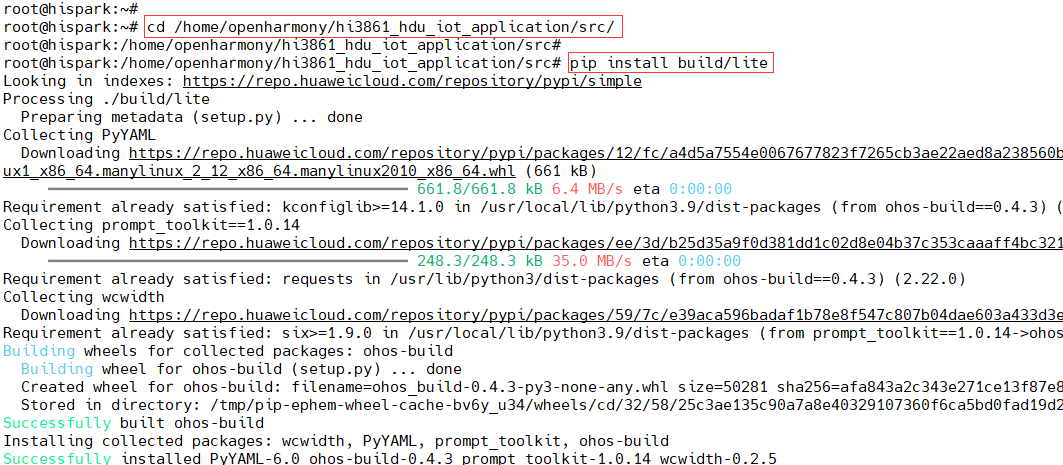 root@hispark:~#
root@hispark:~# cd /home/openharmony/hi3861_hdu_iot_application/src/
root@hispark:/home/openharmony/hi3861_hdu_iot_application/src#
root@hispark:/home/openharmony/hi3861_hdu_iot_application/src# pip install build/lite
Looking in indexes: https://repo.huaweicloud.com/repository/pypi/simple
Processing ./build/lite
  Preparing metadata (setup.py) ... done
Collecting PyYAML
  Downloading https://repo.huaweicloud.com/repository/pypi/packages/12/fc/a4d5a7554e0067677823f7265cb3ae22aed8a238560b
ux1_x86_64.manylinux_2_12_x86_64.manylinux2010_x86_64.whl (661 kB)
661.8/661.8 kB 6.4 MB/s eta 0:00:00
Requirement already satisfied: kconfiglib>=14.1.0 in /usr/local/lib/python3.9/dist-packages (from ohos-build==0.4.3) (
Collecting prompt_toolkit==1.0.14
  Downloading https://repo.huaweicloud.com/repository/pypi/packages/ee/3d/b25d35a9f0d381dd1c02d8e04b37c353caaaff4bc321
248.3/248.3 kB 35.0 MB/s eta 0:00:00
Requirement already satisfied: requests in /usr/lib/python3/dist-packages (from ohos-build==0.4.3) (2.22.0)
Collecting wcwidth
  Downloading https://repo.huaweicloud.com/repository/pypi/packages/59/7c/e39aca596badaf1b78e8f547c807b04dae603a433d3e
Requirement already satisfied: six>=1.9.0 in /usr/local/lib/python3.9/dist-packages (from prompt_toolkit==1.0.14->ohos
Building wheels for collected packages: ohos-build
  Building wheel for ohos-build (setup.py) ... done
  Created wheel for ohos-build: filename=ohos_build-0.4.3-py3-none-any.whl size=50281 sha256=afa843a2c343e271ce13f87e8
  Stored in directory: /tmp/pip-ephem-wheel-cache-bv6y_u34/wheels/cd/32/58/25c3ae135c90a7a8e40329107360f6ca5bd0fad19d2
Successfully built ohos-build
Installing collected packages: wcwidth, PyYAML, prompt_toolkit, ohos-build
Successfully installed PyYAML-6.0 ohos-build-0.4.3 prompt_toolkit-1.0.14 wcwidth-0.2.5